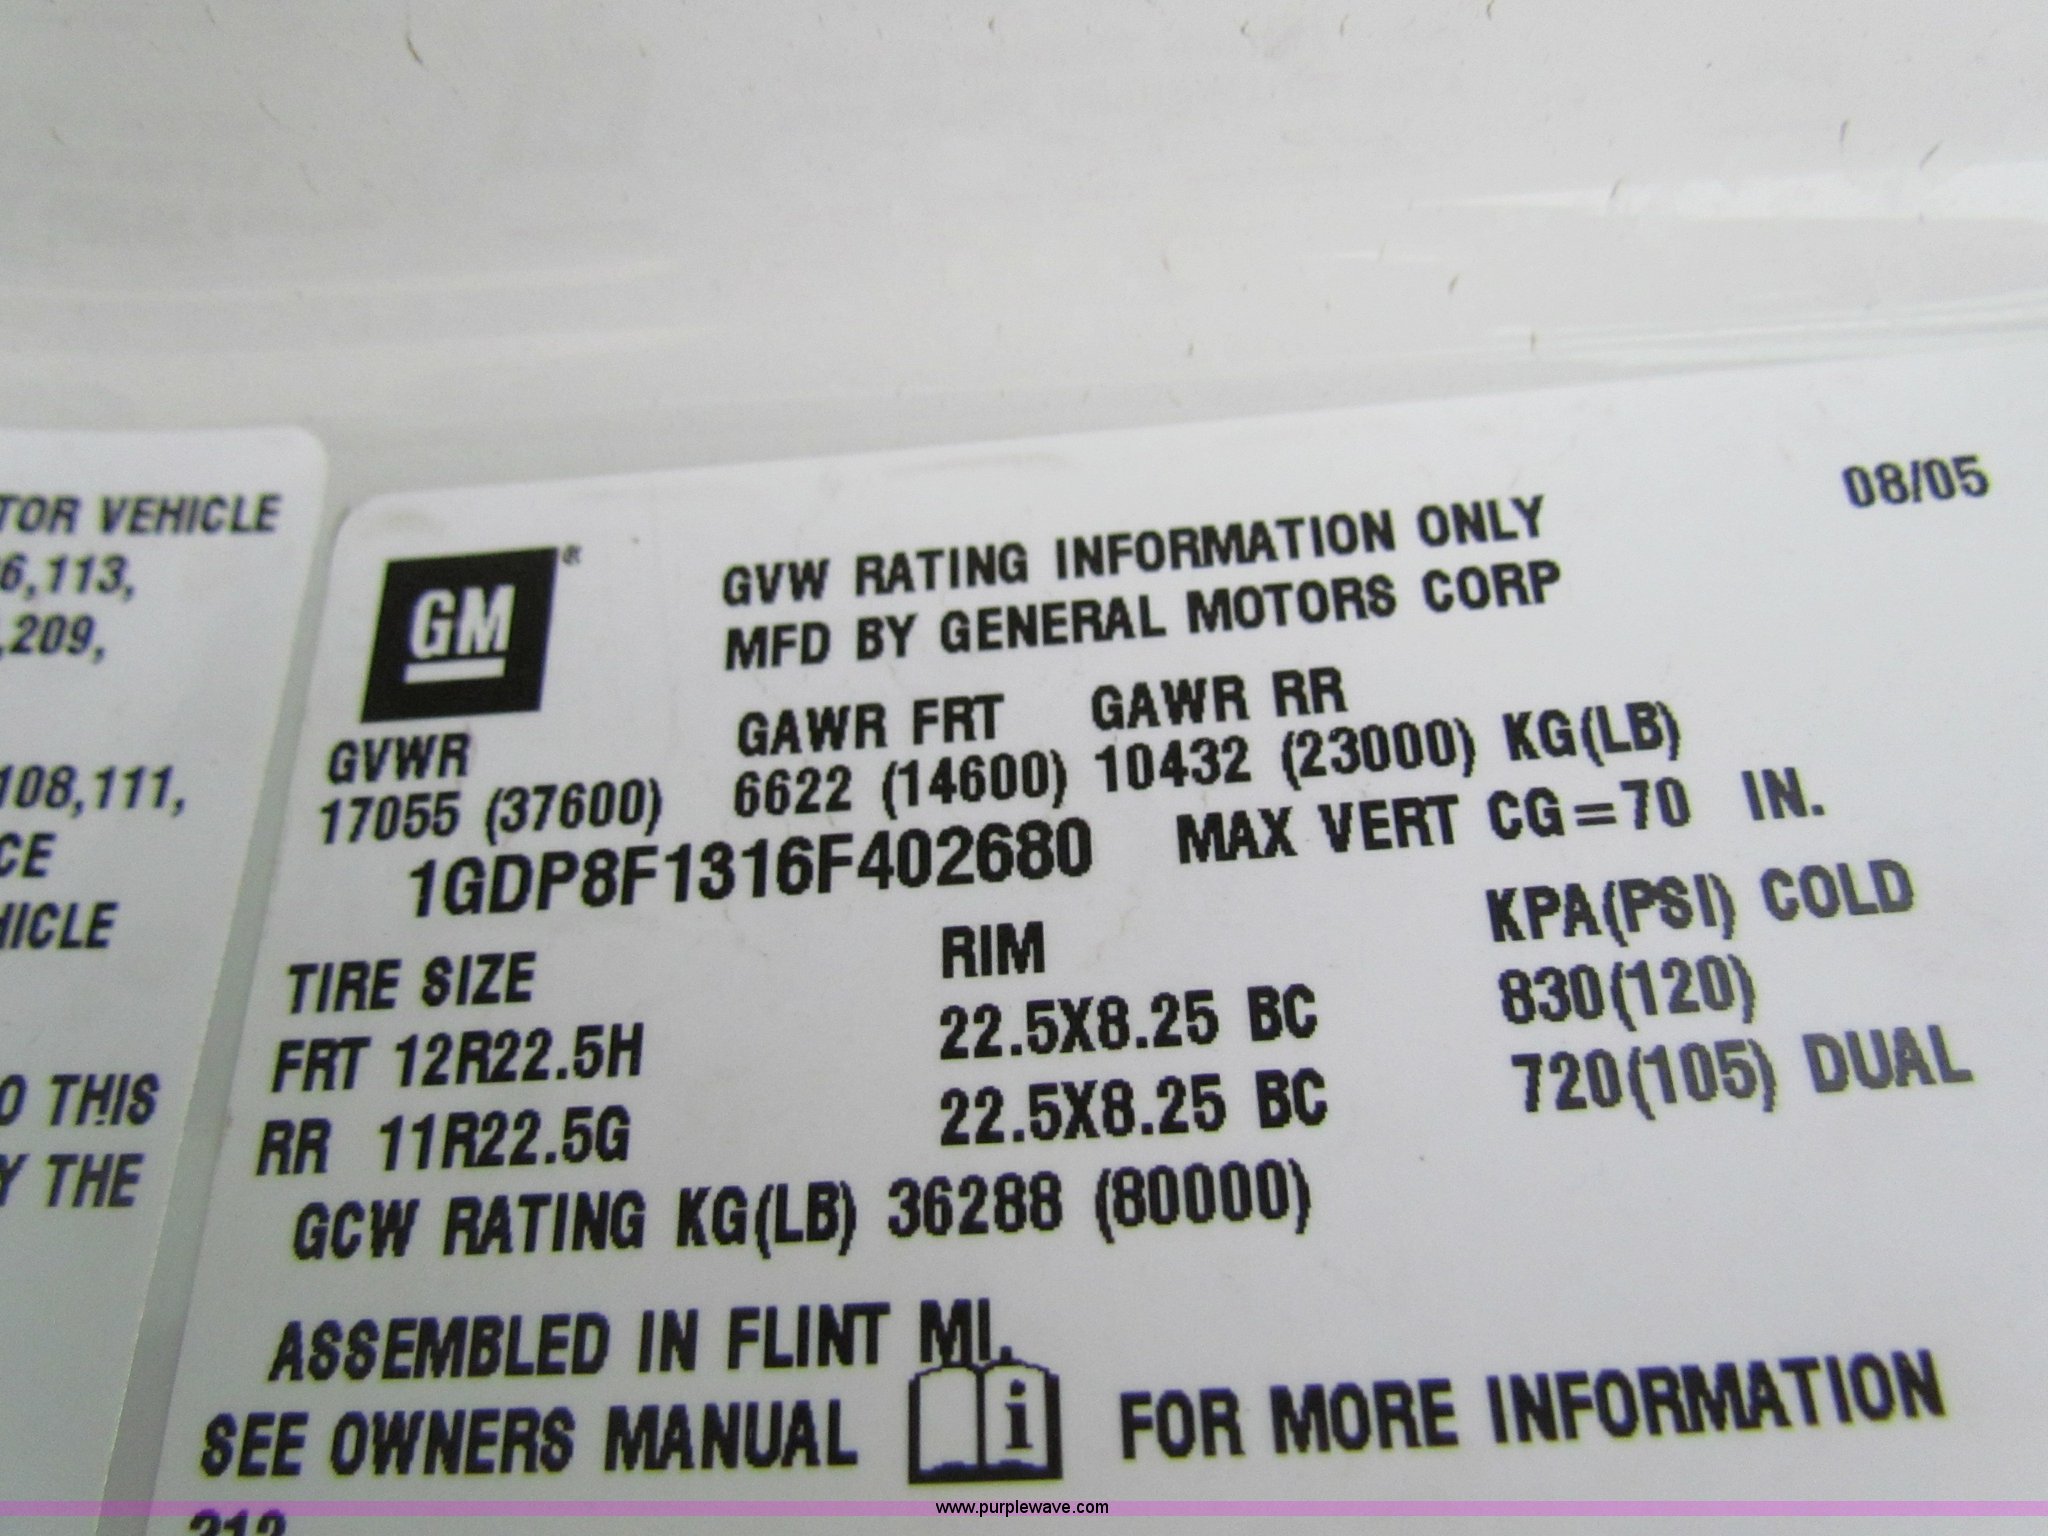 TOR VEHICLE
6,113,
,209,
108,111,
CE
HICLE
O THIS
Y THE
08/05
GM®
GVW RATING INFORMATION ONLY
MFD BY GENERAL MOTORS CORP
GVWR GAWR FRT GAWR RR
17055 (37600) 6622 (14600) 10432 (23000) KG(LB)
1GDP8F1316F402680 MAX VERT CG=70 IN.
TIRE SIZE RIM KPA(PSI) COLD
FRT 12R22.5H 22.5X8.25 BC 830(120)
RR 11R22.5G 22.5X8.25 BC 720(105) DUAL
GCW RATING KG(LB) 36288 (80000)
ASSEMBLED IN FLINT MI.
SEE OWNERS MANUAL i FOR MORE INFORMATION
212
www.purplewave.com